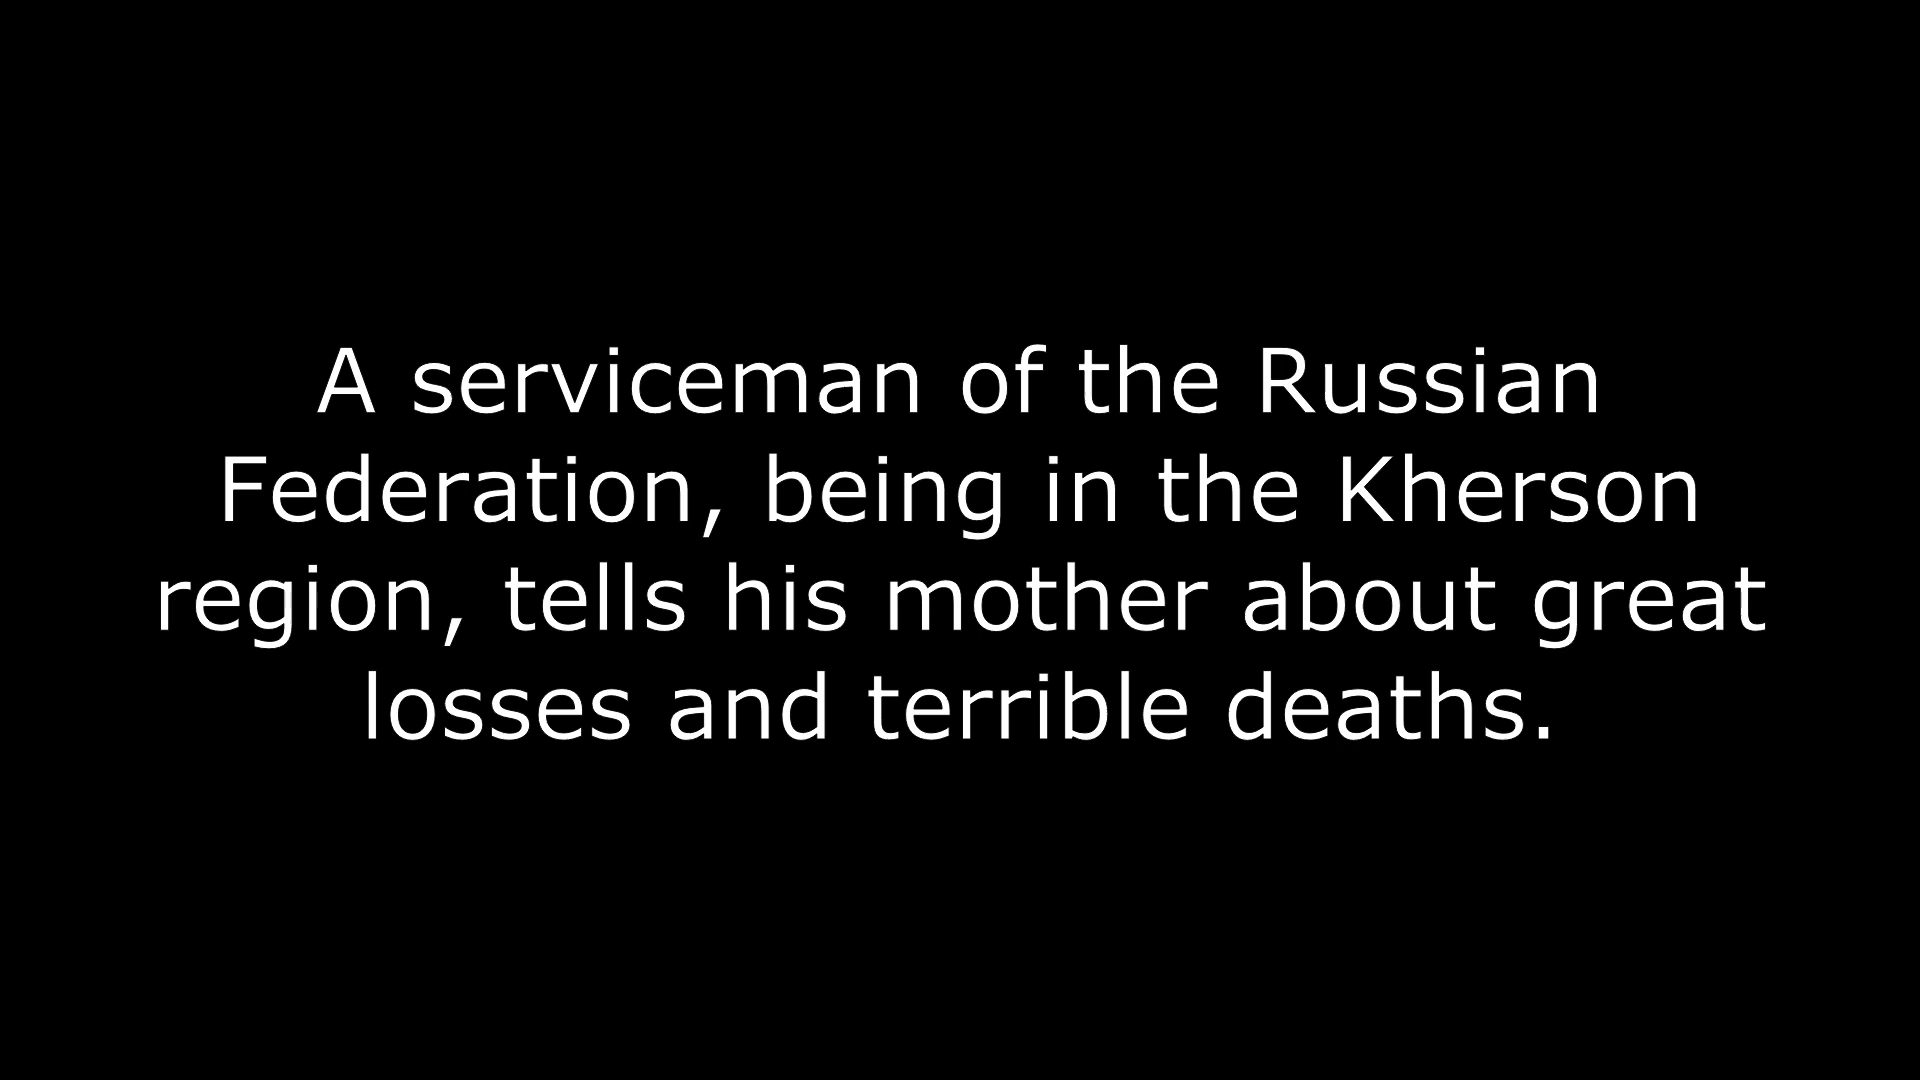 A serviceman of the Russian
Federation, being in the Kherson
region, tells his mother about great
losses and terrible deaths.